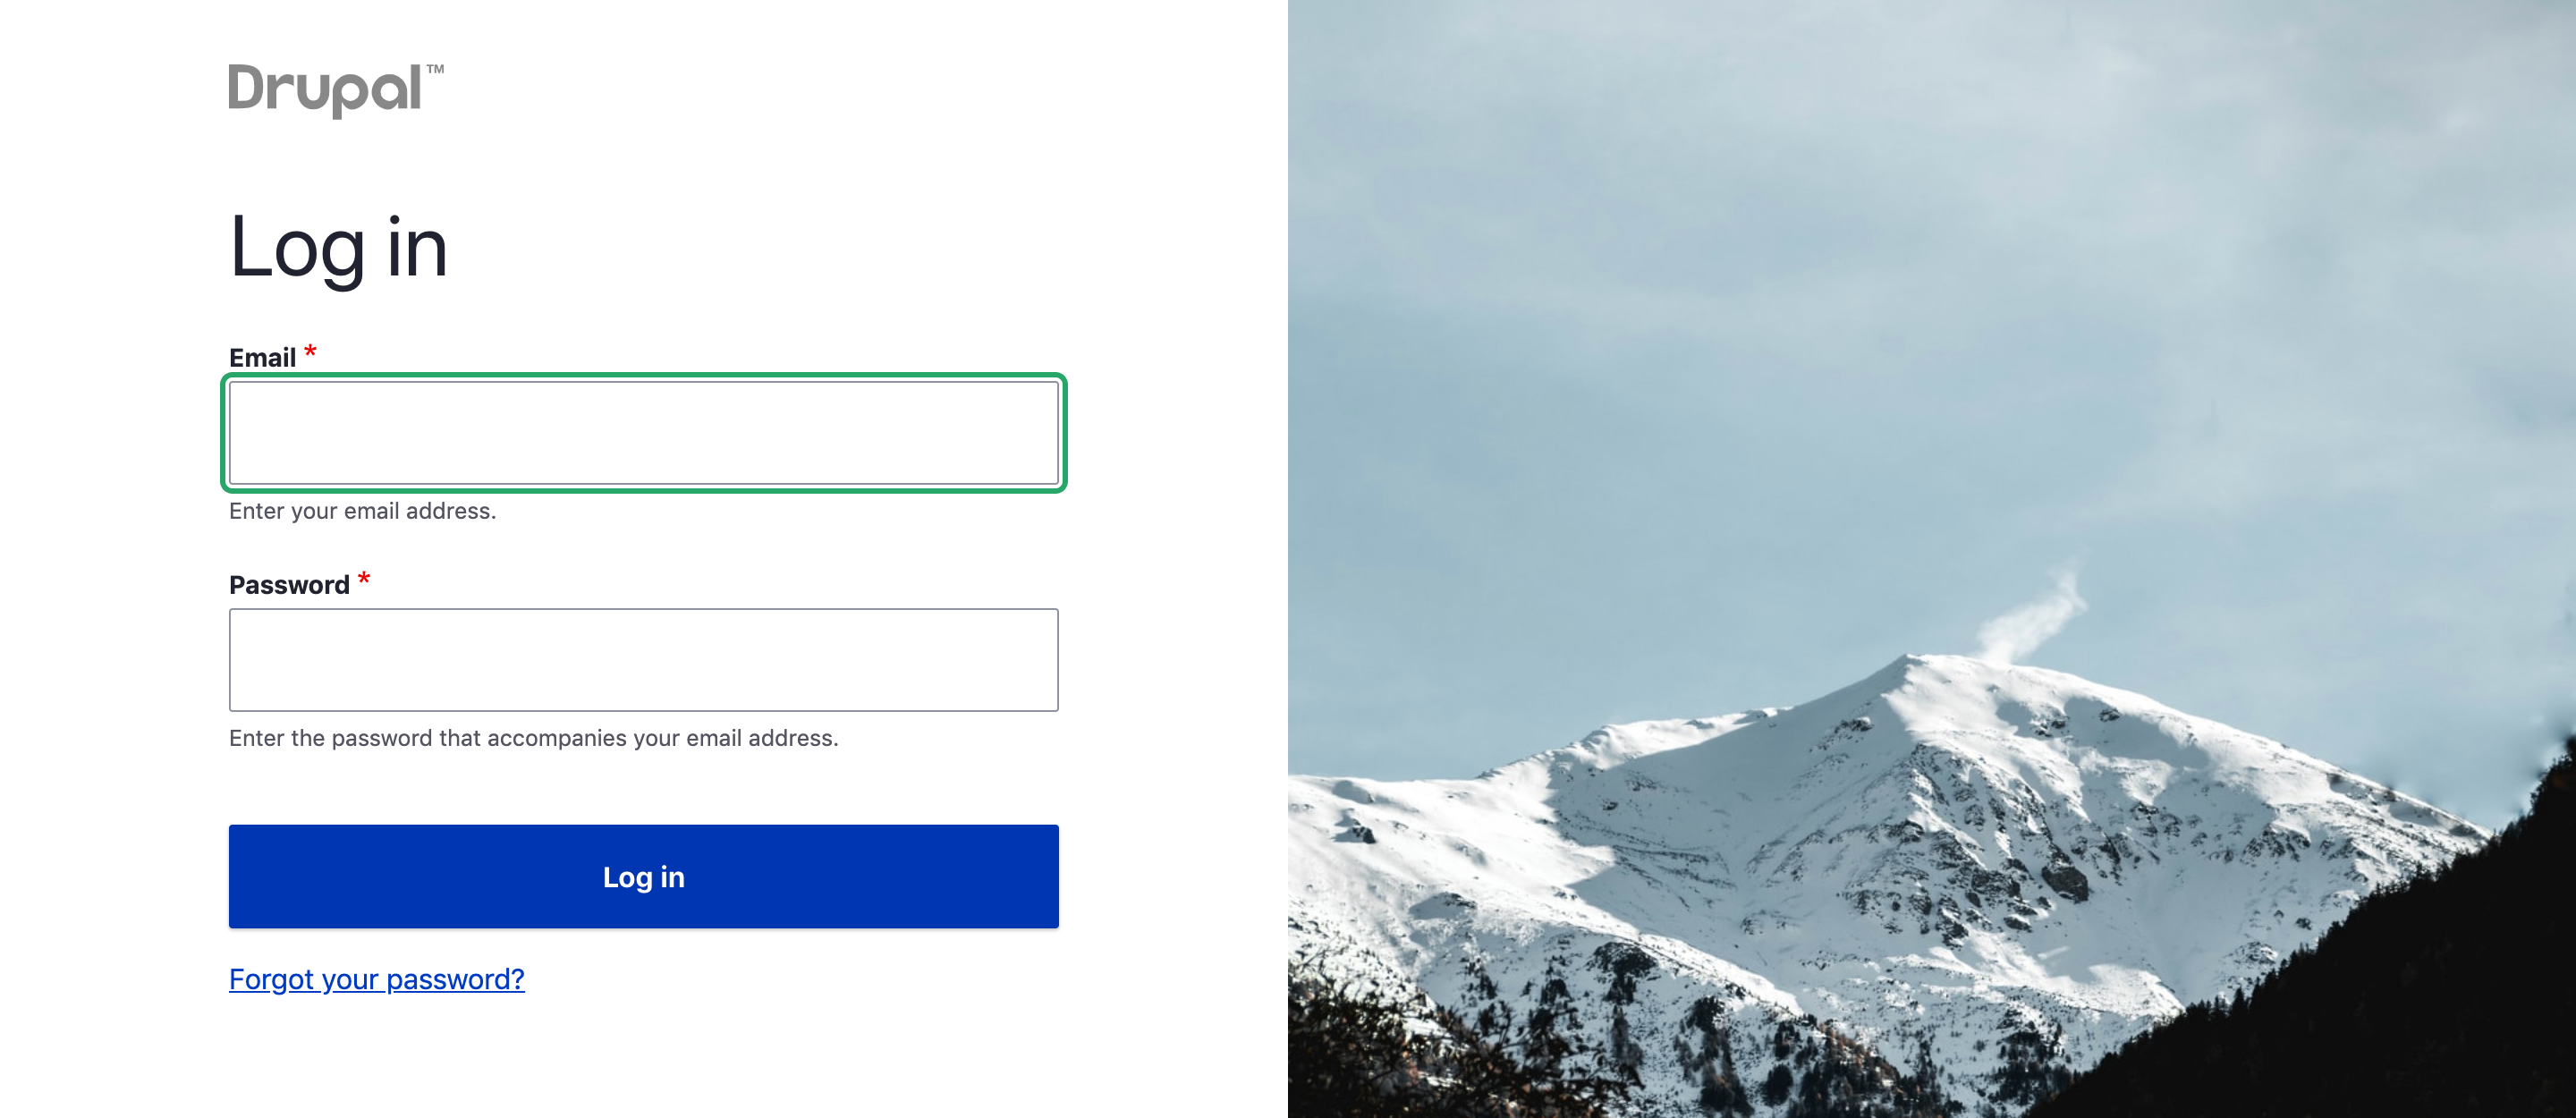 Drupal™
Log in
Email *
Enter your email address.
Password *
Enter the password that accompanies your email address.
Log in
Forgot your password?